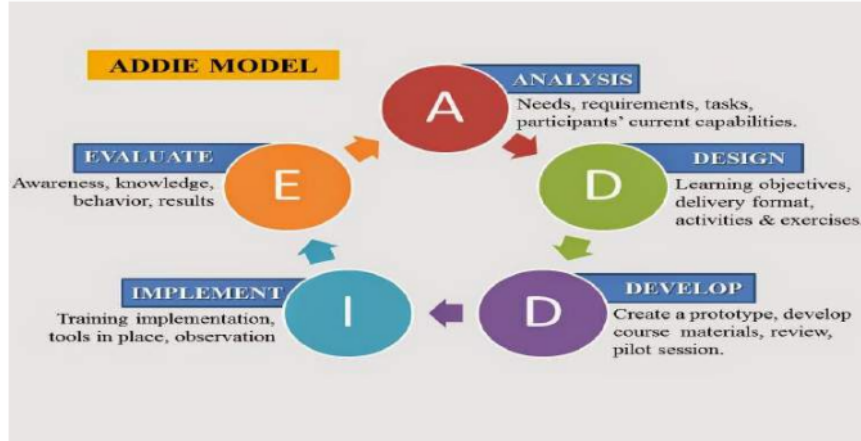 ADDIE MODEL
A
ANALYSIS
Needs, requirements, tasks,
participants' current capabilities.
D
DESIGN
Learning objectives,
delivery format,
activities & exercises
D
DEVELOP
Create a prototype, develop
course materials, review,
pilot session.
I
IMPLEMENT
Training implementation,
tools in place, observation
E
EVALUATE
Awareness, knowledge,
behavior, results